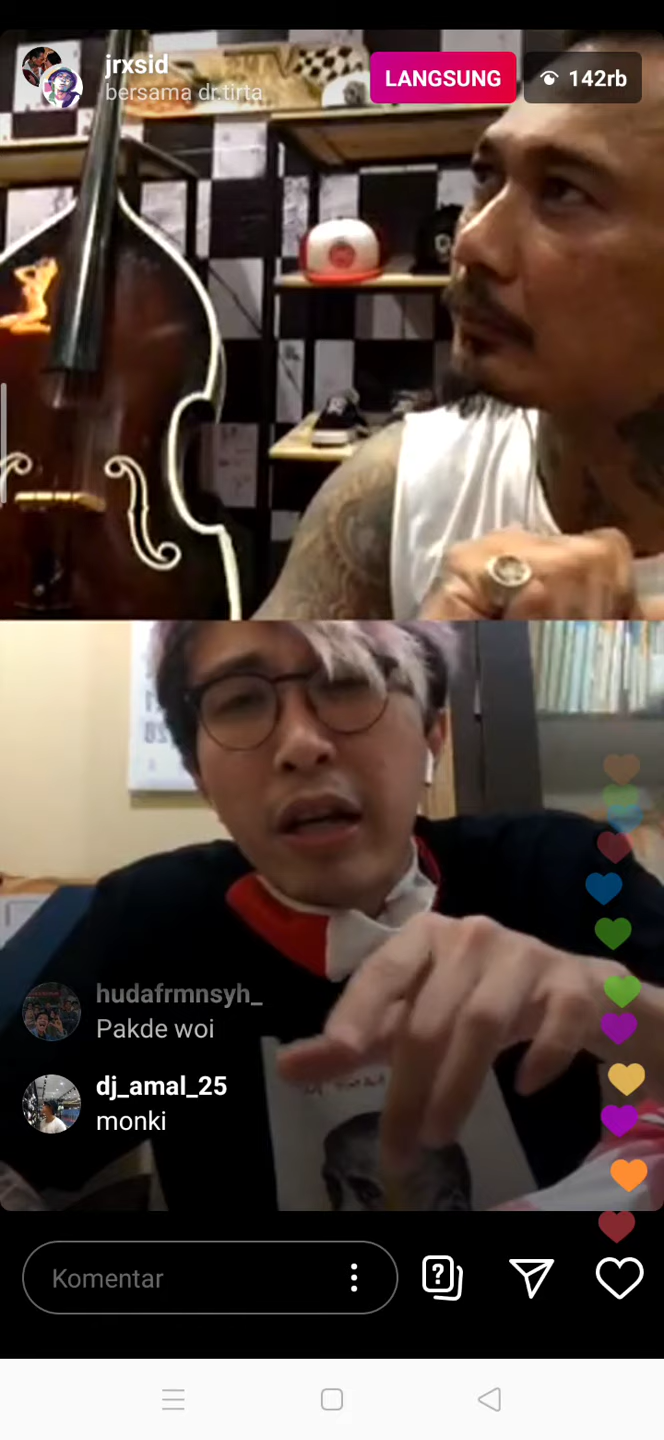 jrxsid
bersama dr.tirta
LANGSUNG
142rb
hudafrmnsyh_
Pakde woi
dj_amal_25
monki
Komentar